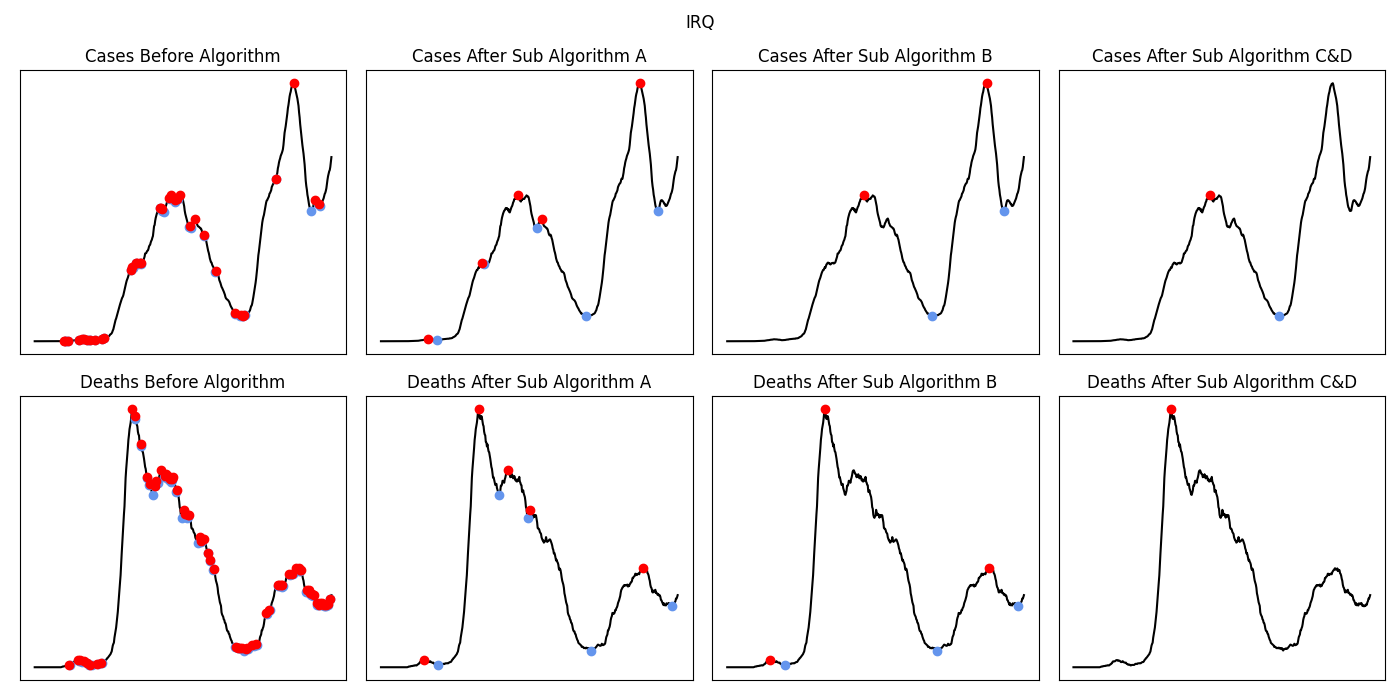 IRQ
Cases Before Algorithm
Cases After Sub Algorithm A
Cases After Sub Algorithm B
Cases After Sub Algorithm C&D
Deaths Before Algorithm
Deaths After Sub Algorithm A
Deaths After Sub Algorithm B
Deaths After Sub Algorithm C&D